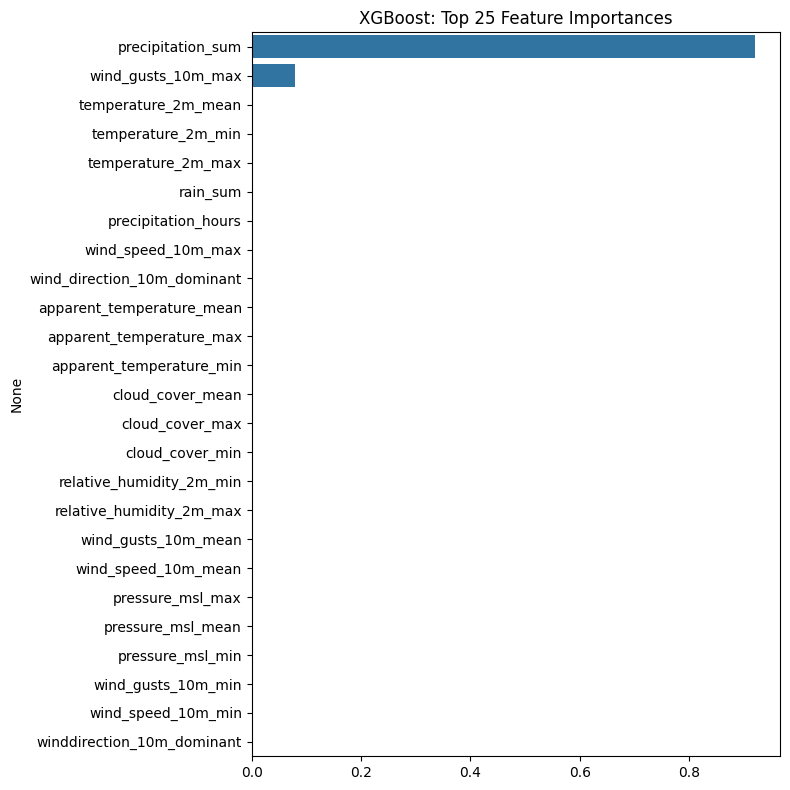 XGBoost: Top 25 Feature Importances
precipitation_sum
wind_gusts_10m_max
temperature_2m_mean
temperature_2m_min
temperature_2m_max
rain_sum
precipitation_hours
wind_speed_10m_max
wind_direction_10m_dominant
apparent_temperature_mean
apparent_temperature_max
apparent_temperature_min
cloud_cover_mean
cloud_cover_max
cloud_cover_min
relative_humidity_2m_min
relative_humidity_2m_max
wind_gusts_10m_mean
wind_speed_10m_mean
pressure_msl_max
pressure_msl_mean
pressure_msl_min
wind_gusts_10m_min
wind_speed_10m_min
winddirection_10m_dominant
None
0.0 0.2 0.4 0.6 0.8